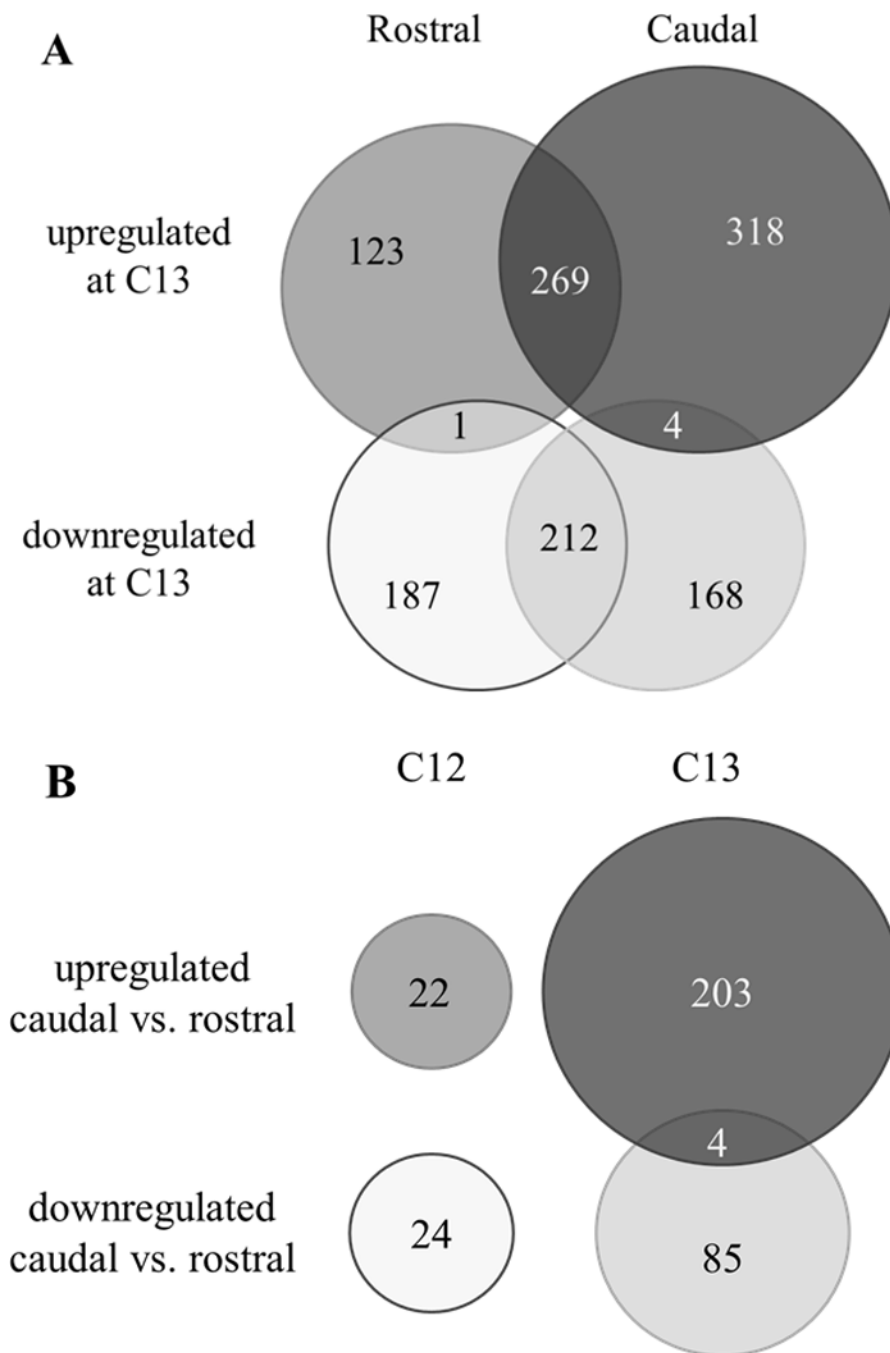 A
Rostral
Caudal
upregulated
at C13
123
269
318
1
4
downregulated
at C13
187
212
168
B
C12
C13
upregulated
caudal vs. rostral
22
203
4
downregulated
caudal vs. rostral
24
85